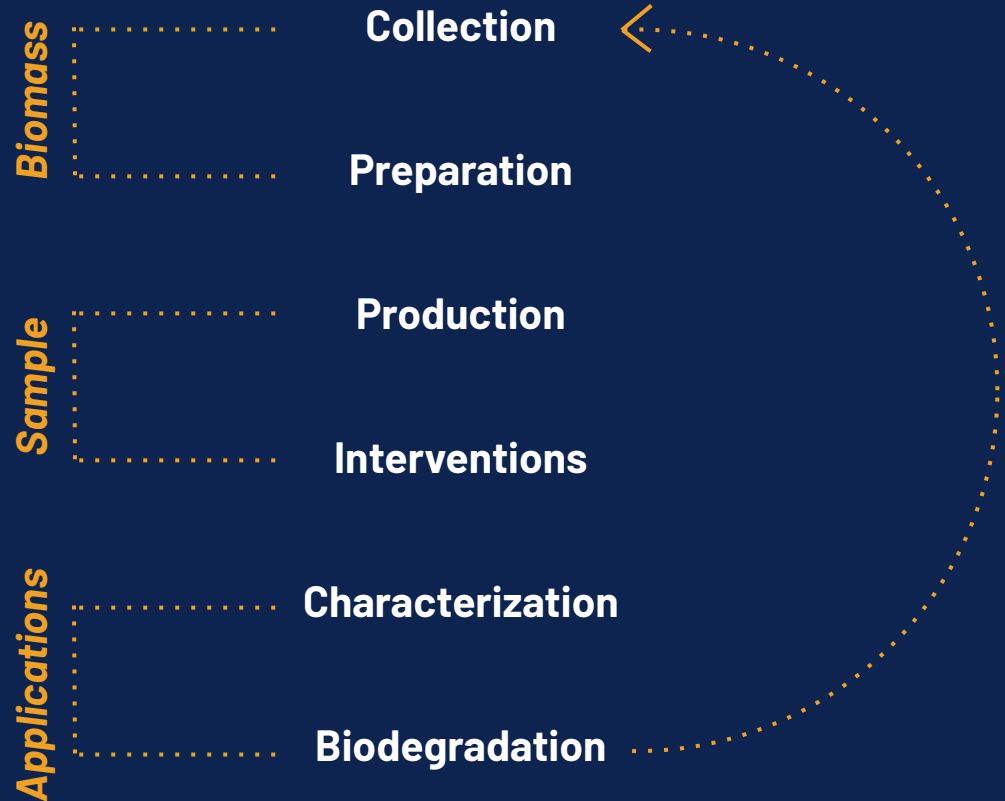 Biomass
Collection
Preparation
Sample
Production
Interventions
Applications
Characterization
Biodegradation